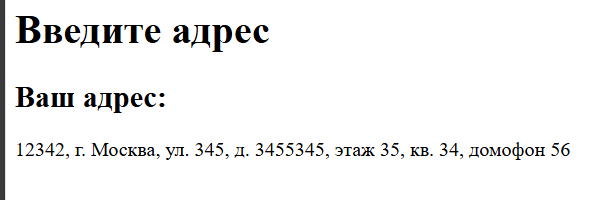 Введите адрес
Ваш адрес:
12342, г. Москва, ул. 345, д. 3455345, этаж 35, кв. 34, домофон 56